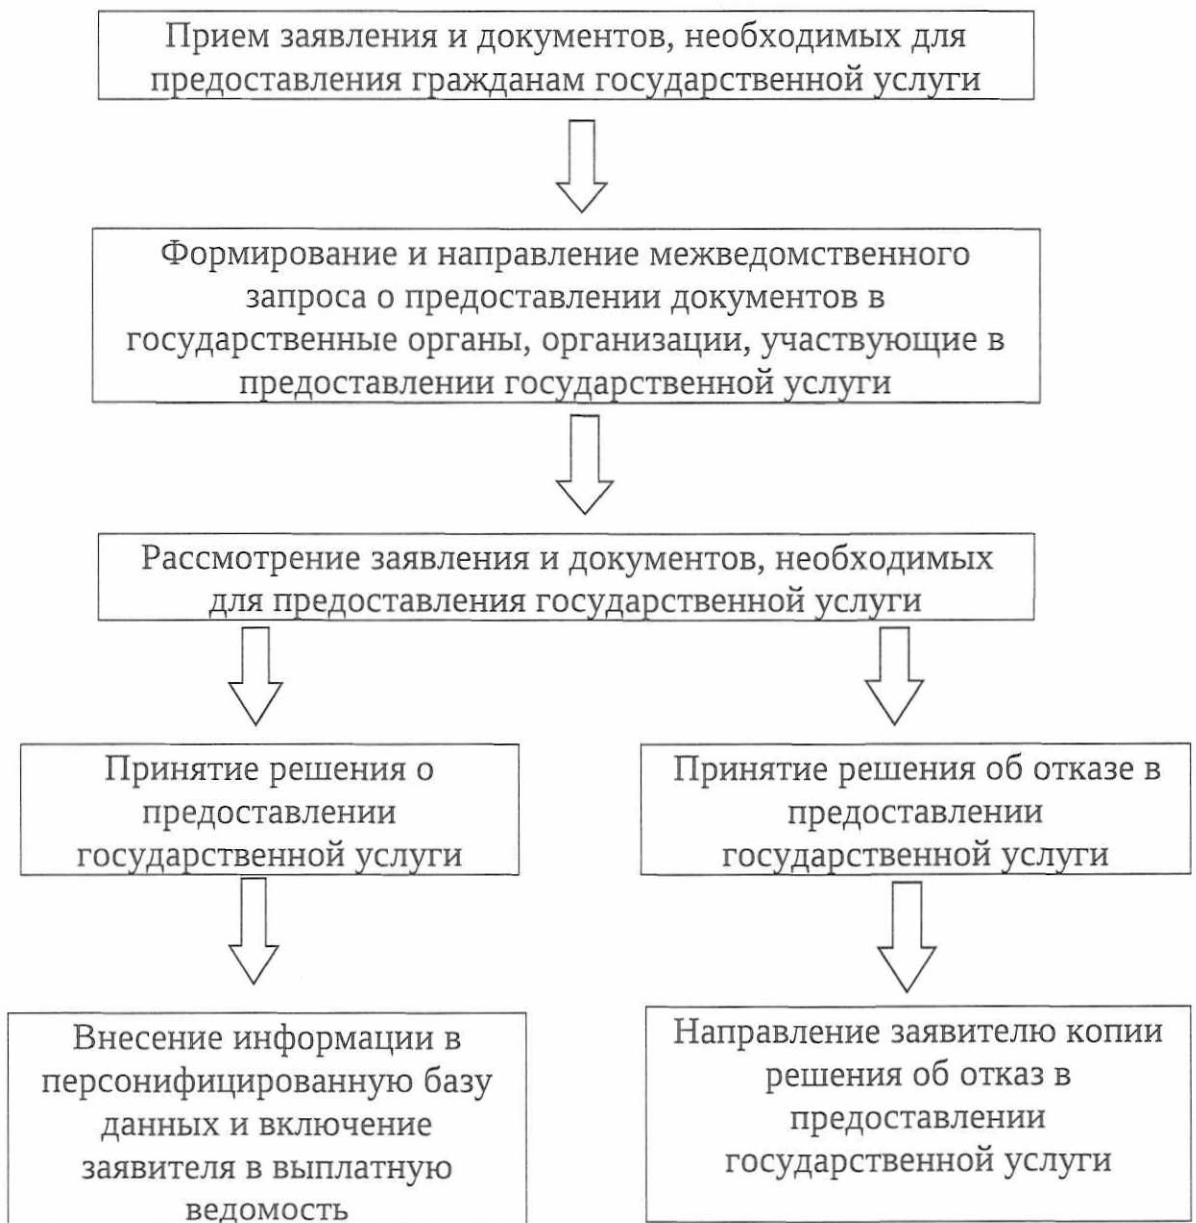 Прием заявления и документов, необходимых для
предоставления гражданам государственной услуги
Формирование и направление межведомственного
запроса о предоставлении документов в
государственные органы, организации, участвующие в
предоставлении государственной услуги
Рассмотрение заявления и документов, необходимых
для предоставления государственной услуги
Принятие решения о
предоставлении
государственной услуги
Принятие решения об отказе в
предоставлении
государственной услуги
Внесение информации в
персонифицированную базу
данных и включение
заявителя в выплатную
ведомость
Направление заявителю копии
решения об отказ в
предоставлении
государственной услуги